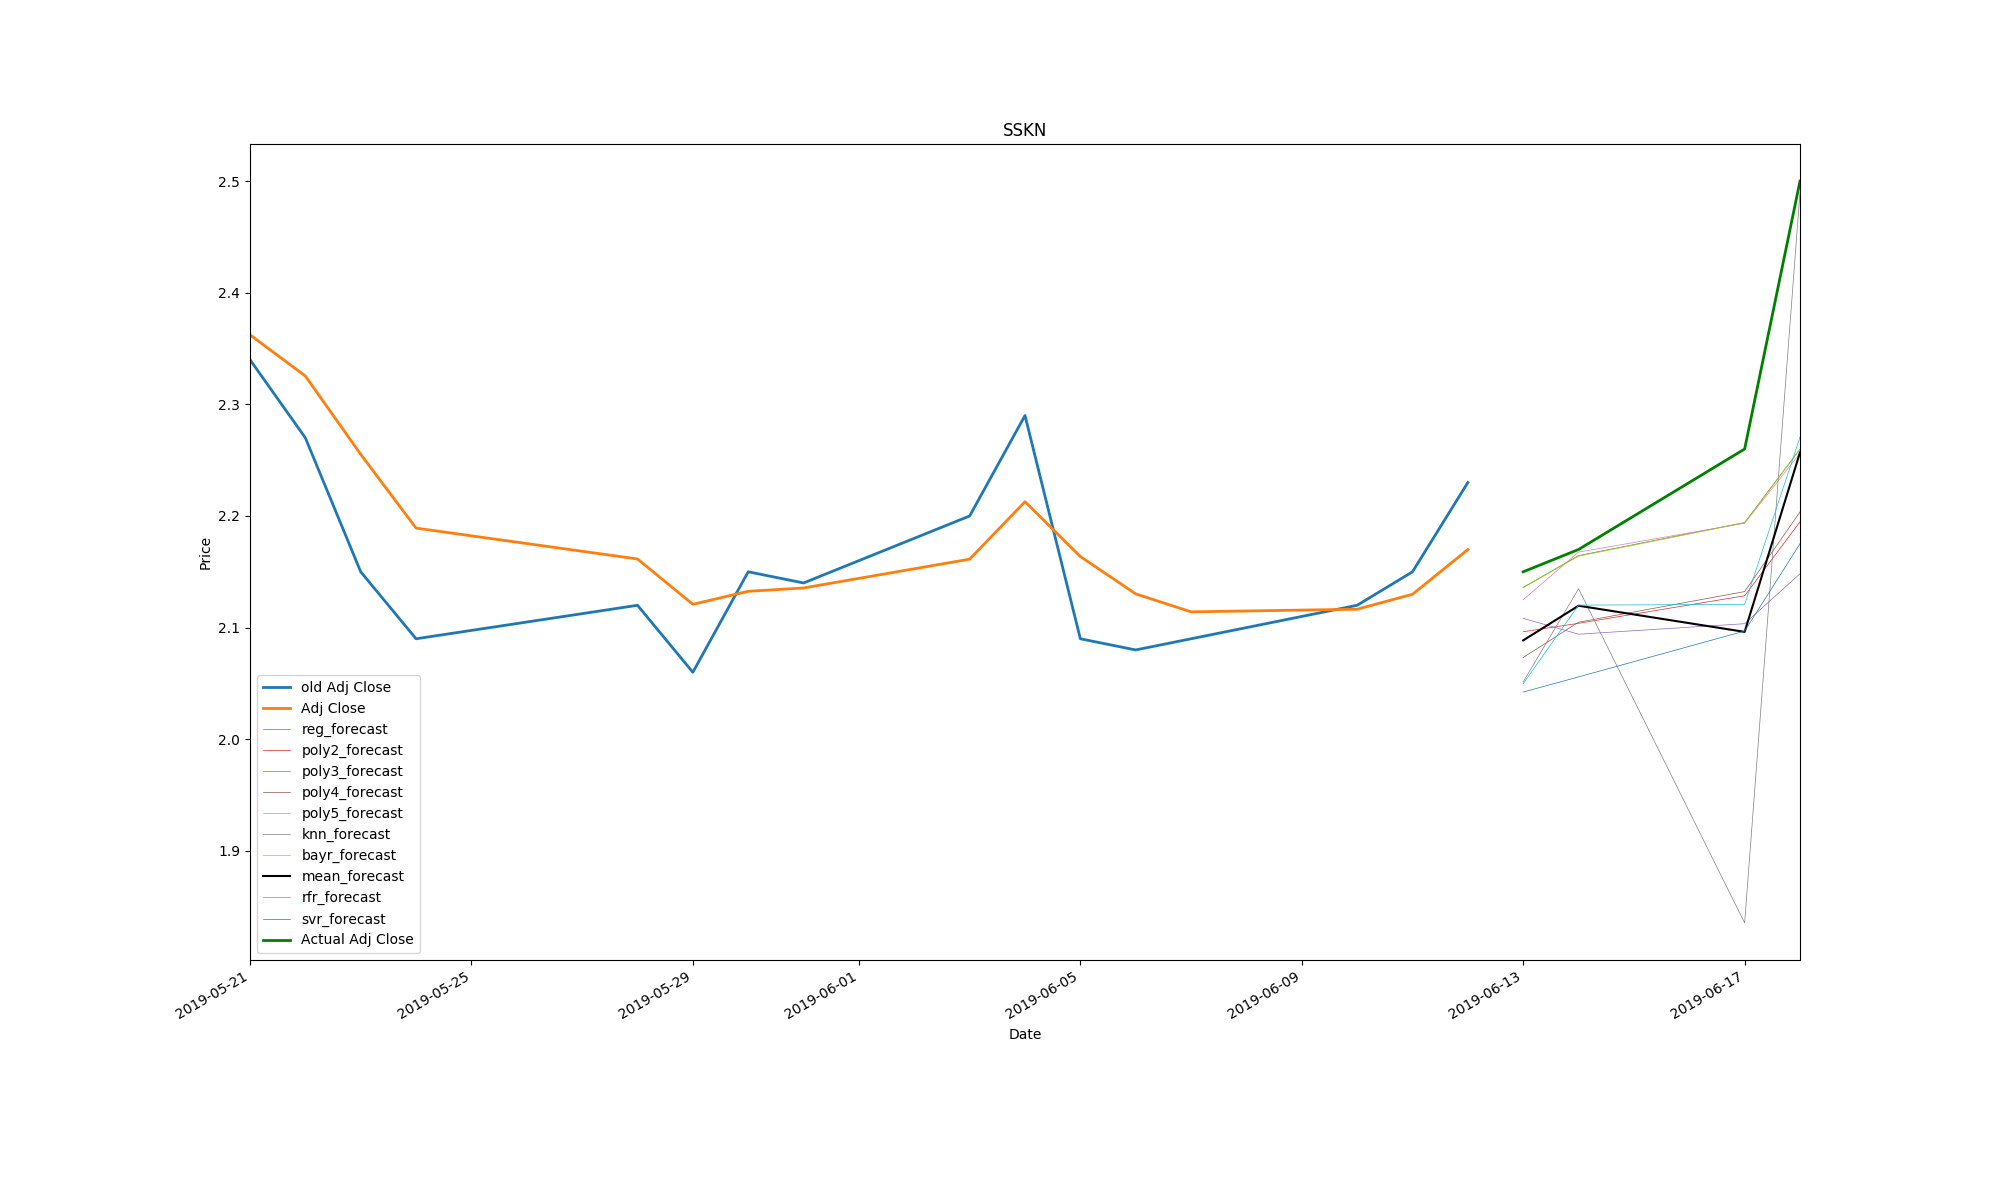 SSKN
2.5
2.4
2.3
2.2
2.1
2.0
1.9
Price
old Adj Close
Adj Close
reg_forecast
poly2_forecast
poly3_forecast
poly4_forecast
poly5_forecast
knn_forecast
bayr_forecast
mean_forecast
rfr_forecast
svr_forecast
Actual Adj Close
2019-05-21
2019-05-25
2019-05-29
2019-06-01
2019-06-05
2019-06-09
2019-06-13
2019-06-17
Date